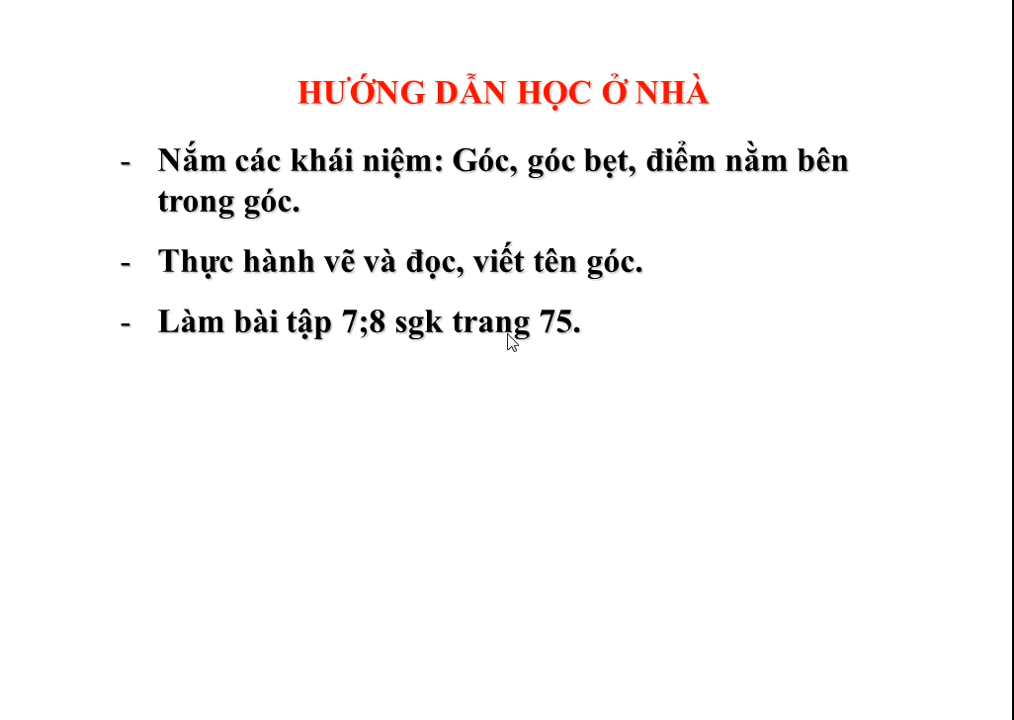 HƯỚNG DẪN HỌC Ở NHÀ
- Nắm các khái niệm: Góc, góc bẹt, điểm nằm bên
trong góc.
- Thực hành vẽ và đọc, viết tên góc.
- Làm bài tập 7;8 sgk trang 75.